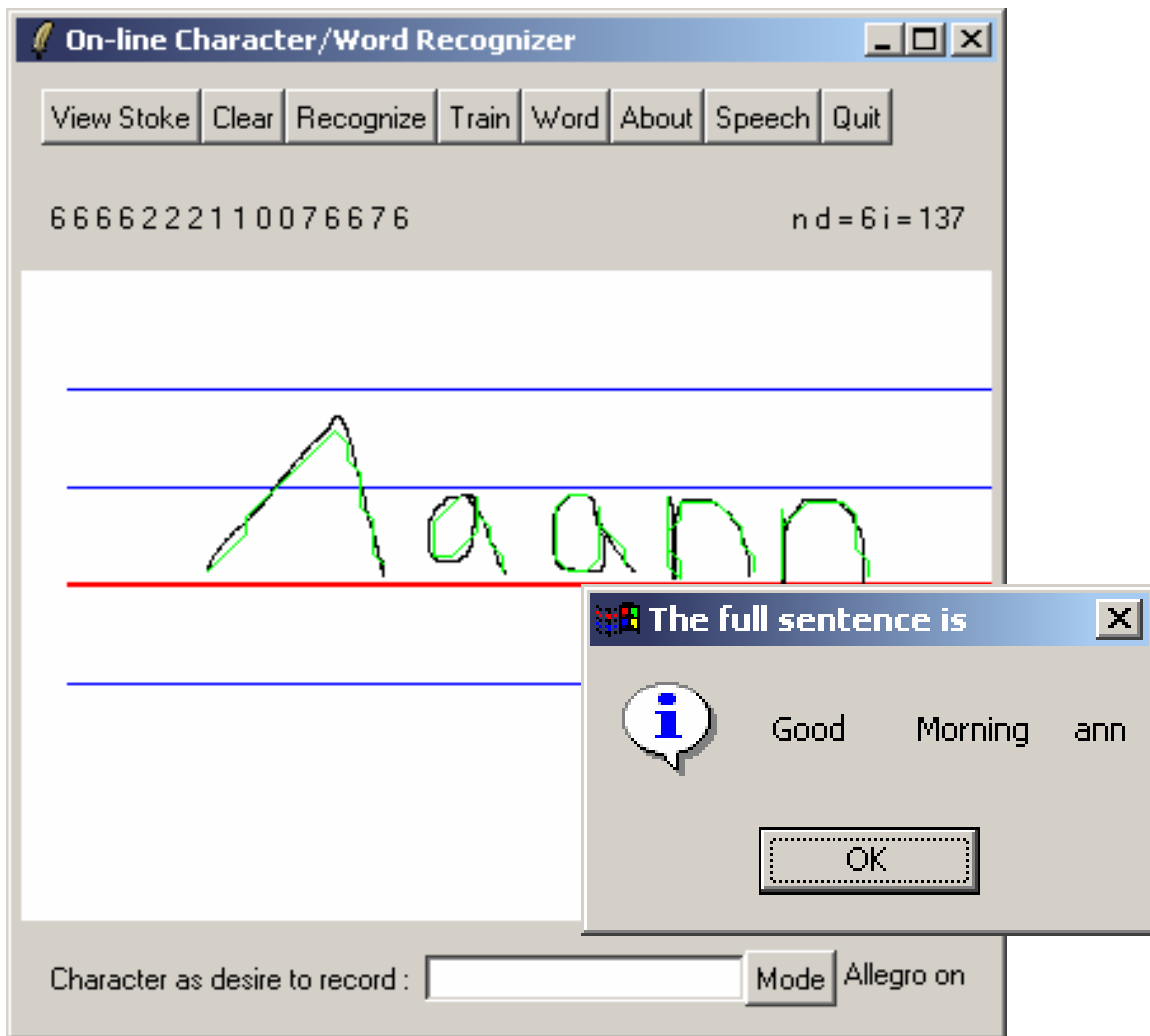 On-line Character/Word Recognizer
View Stoke Clear Recognize Train Word About Speech Quit
6 6 6 6 2 2 2 1 1 0 0 7 6 6 7 6 n d = 6 i = 137
Λaann
The full sentence is
Good Morning ann
OK
Character as desire to record : Mode Allegro on